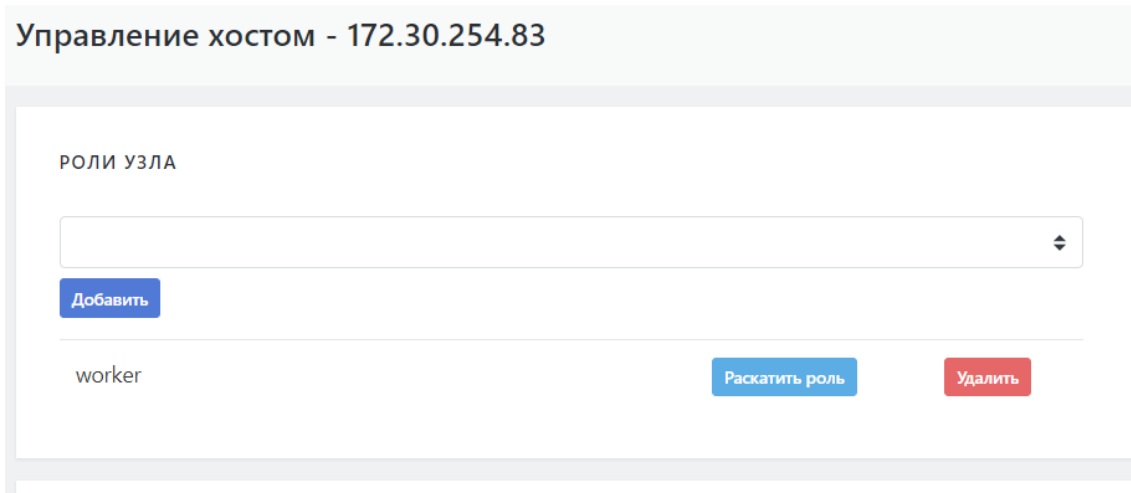 Управление хостом - 172.30.254.83
РОЛИ УЗЛА
Добавить
worker Раскатить роль Удалить